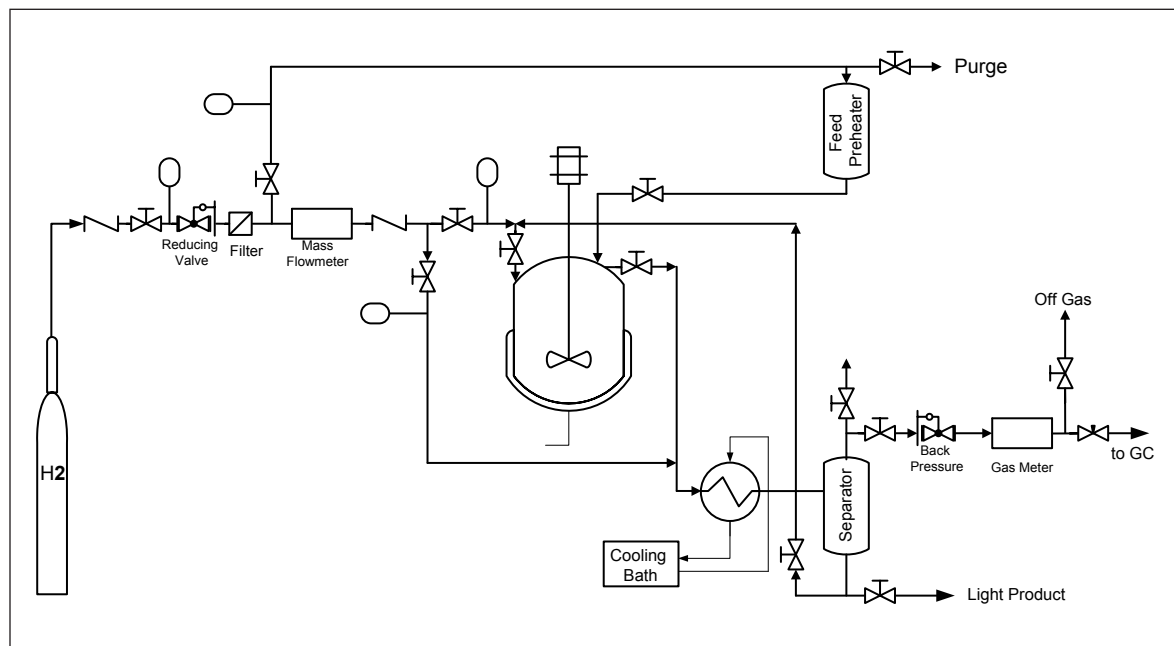 Purge
Feed
Preheater
Reducing
Valve
Filter
Mass
Flowmeter
Off Gas
H2
Back
Pressure
Gas Meter
to GC
Separator
Cooling
Bath
Light Product